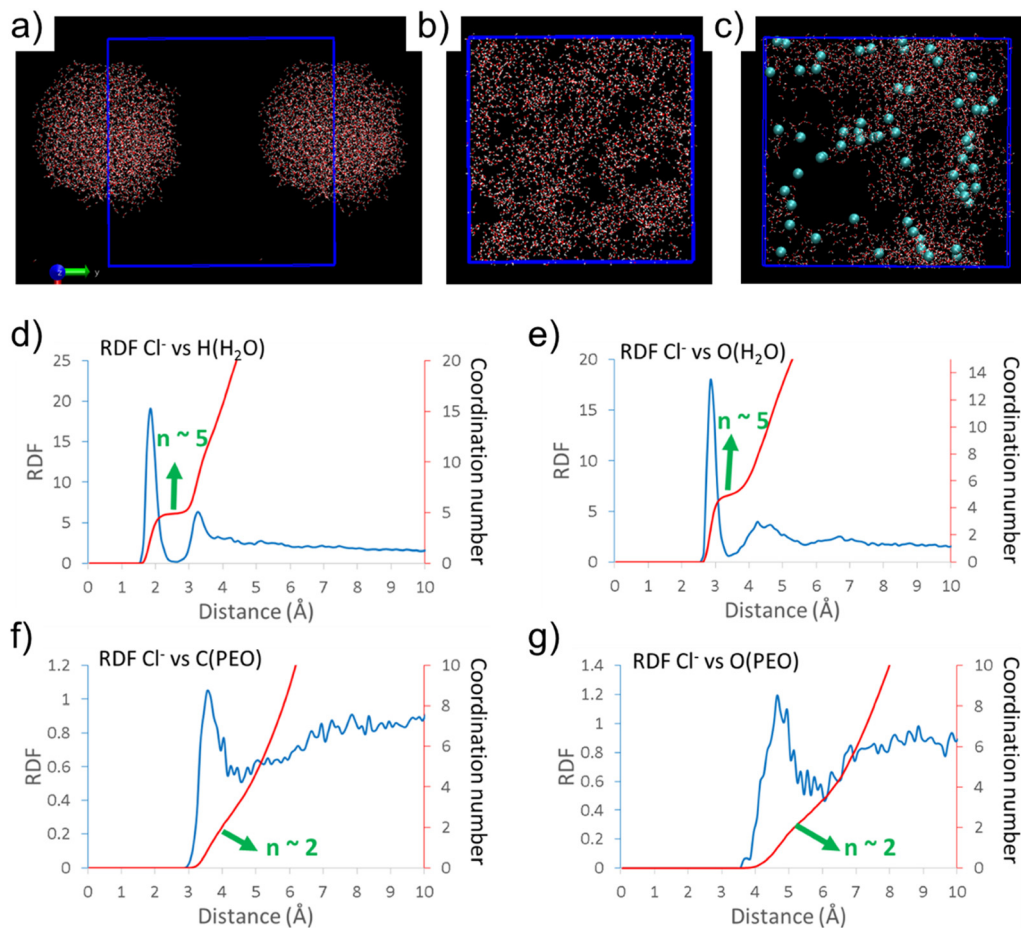 a)
b)
c)
z
y
d)
RDF Cl⁻ vs H(H₂O)
25
20
15
10
5
0
RDF
20
15
10
5
0
Coordination number
n ~ 5
0 1 2 3 4 5 6 7 8 9 10
Distance (Å)
e)
RDF Cl⁻ vs O(H₂O)
20
15
10
5
0
RDF
14
12
10
8
6
4
2
0
Coordination number
n ~ 5
0 1 2 3 4 5 6 7 8 9 10
Distance (Å)
f)
RDF Cl⁻ vs C(PEO)
1.2
1
0.8
0.6
0.4
0.2
0
RDF
10
8
6
4
2
0
Coordination number
n ~ 2
0 1 2 3 4 5 6 7 8 9 10
Distance (Å)
g)
RDF Cl⁻ vs O(PEO)
1.4
1.2
1
0.8
0.6
0.4
0.2
0
RDF
10
8
6
4
2
0
Coordination number
n ~ 2
0 1 2 3 4 5 6 7 8 9 10
Distance (Å)